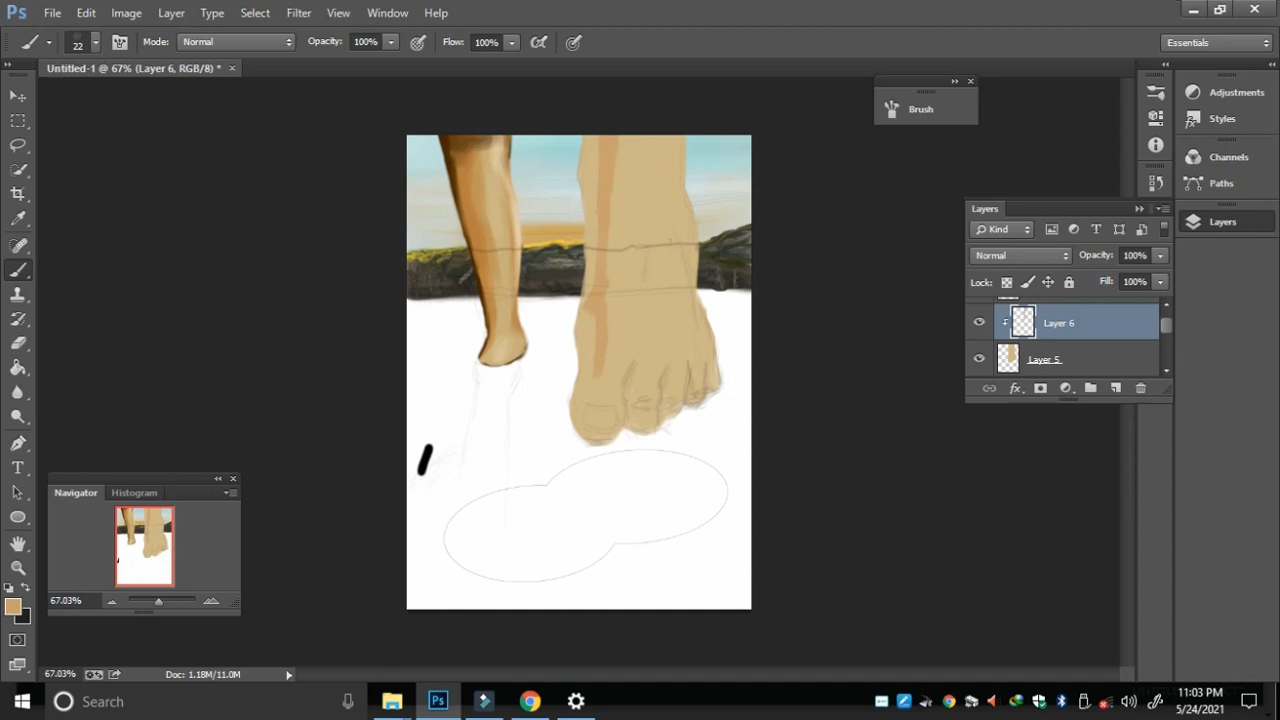 Ps File Edit Image Layer Type Select Filter View Window Help
22 Mode: Normal Opacity: 100% Flow: 100% Essentials
Untitled-1 @ 67% (Layer 6, RGB/8) * ×
Brush
Adjustments
Styles
Channels
Paths
Layers
Layers
Kind
Normal Opacity: 100%
Lock: Fill: 100%
Layer 6
Layer 5
Navigator Histogram
67.03%
67.03% Doc: 1.18M/11.0M
Search
Ps
11:03 PM
5/24/2021